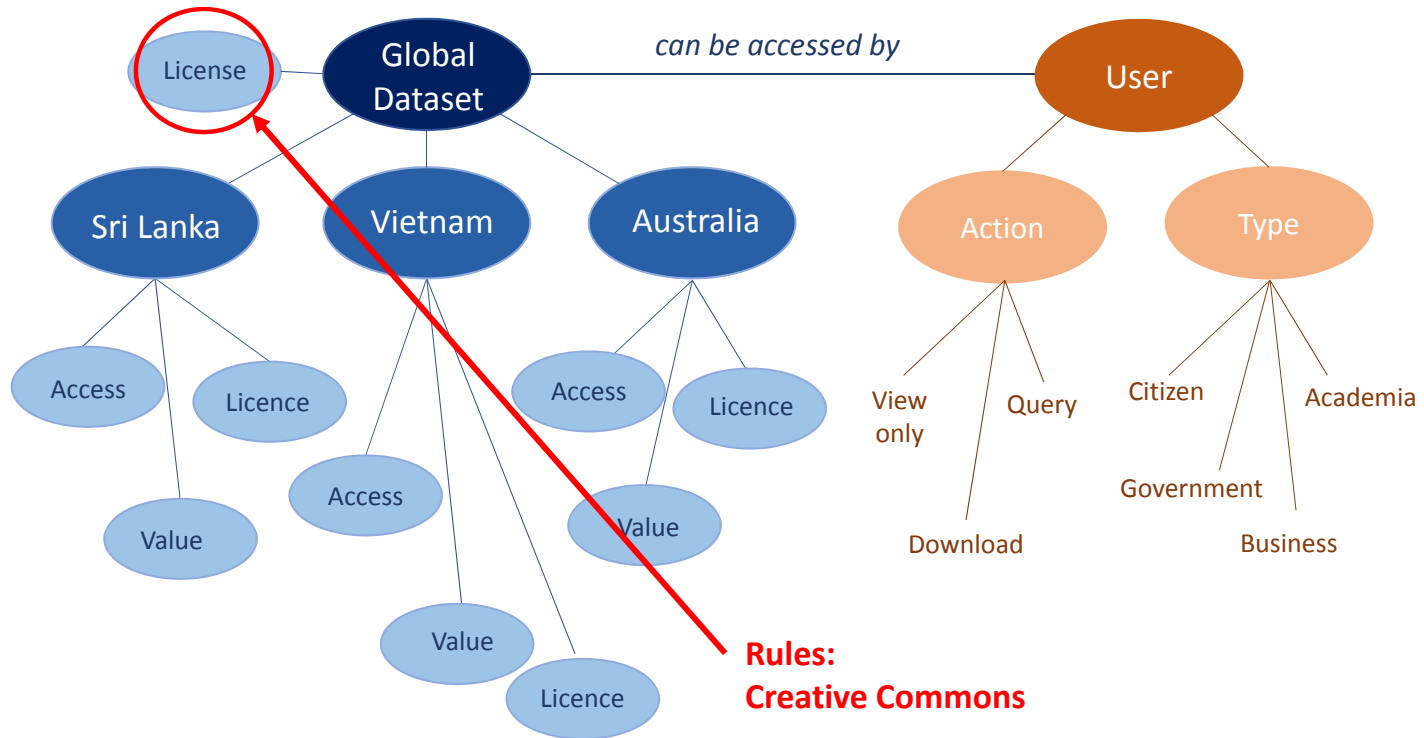 License
Global
Dataset
can be accessed by
User
Sri Lanka
Vietnam
Australia
Action
Type
Access
Licence
Value
Access
Value
Licence
Access
Licence
Value
View
only
Query
Download
Citizen
Academia
Government
Business
Rules:
Creative Commons